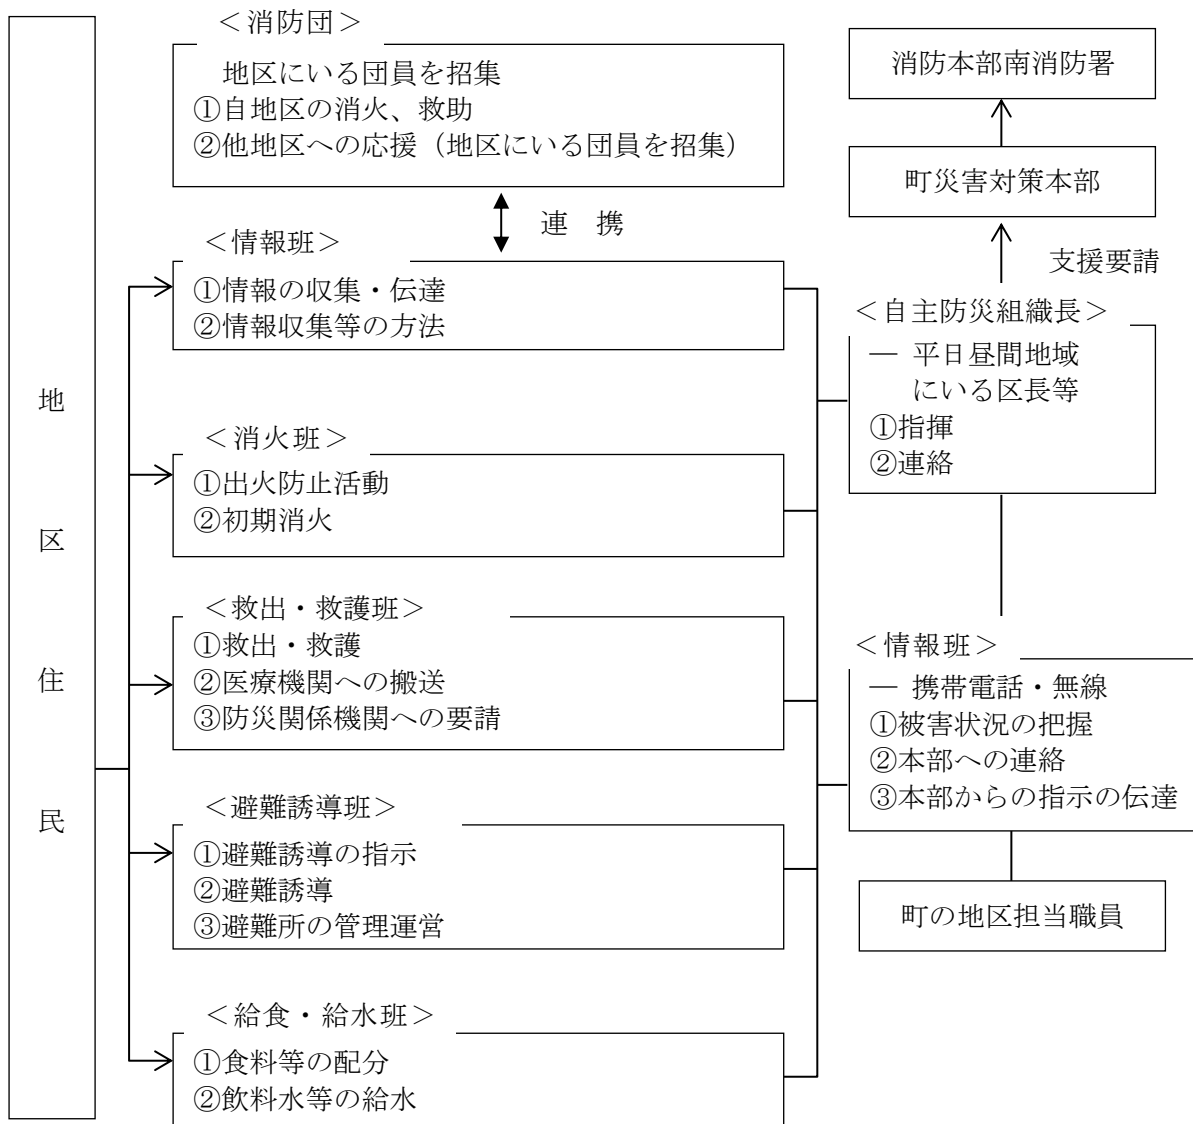 地区住民
＜消防団＞
地区にいる団員を招集
①自地区の消火、救助
②他地区への応援（地区にいる団員を招集）
連　携
＜情報班＞
①情報の収集・伝達
②情報収集等の方法
＜消火班＞
①出火防止活動
②初期消火
＜救出・救護班＞
①救出・救護
②医療機関への搬送
③防災関係機関への要請
＜避難誘導班＞
①避難誘導の指示
②避難誘導
③避難所の管理運営
＜給食・給水班＞
①食料等の配分
②飲料水等の給水
消防本部南消防署
町災害対策本部
支援要請
＜自主防災組織長＞
― 平日昼間地域
にいる区長等
①指揮
②連絡
＜情報班＞
― 携帯電話・無線
①被害状況の把握
②本部への連絡
③本部からの指示の伝達
町の地区担当職員